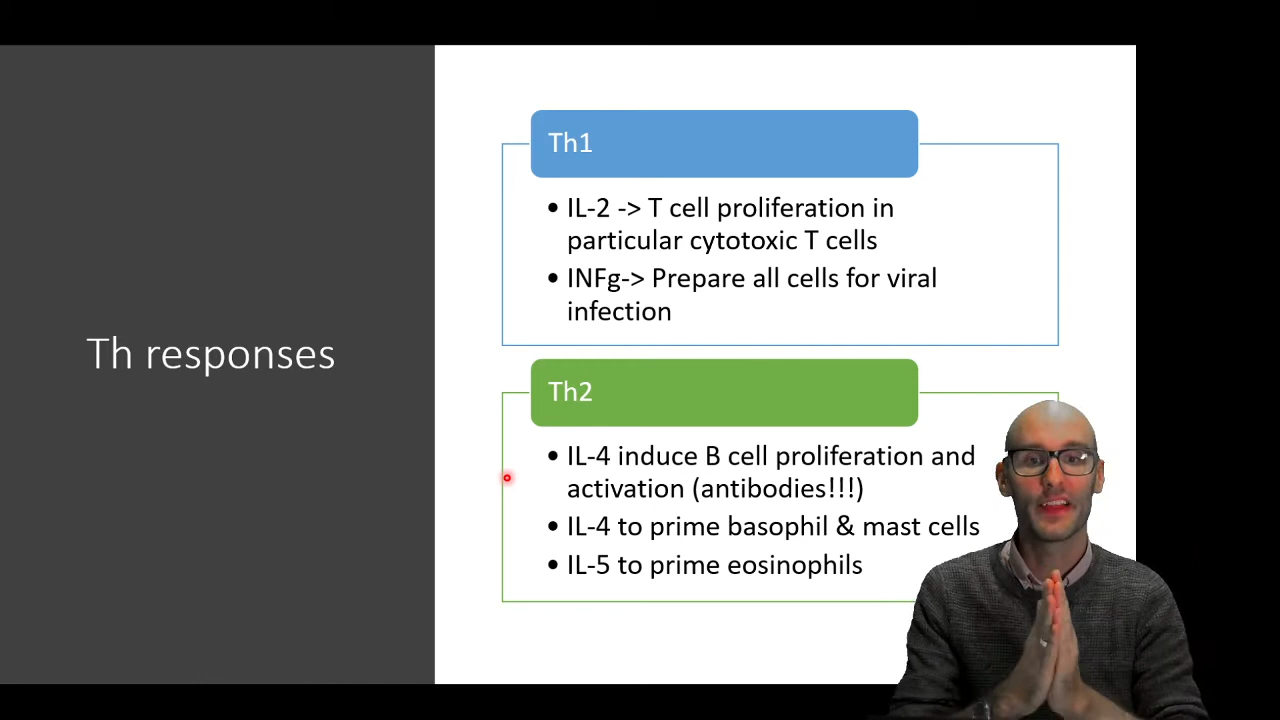 Th responses
Th1
• IL-2 -> T cell proliferation in
particular cytotoxic T cells
• INFg-> Prepare all cells for viral
infection
Th2
• IL-4 induce B cell proliferation and
activation (antibodies!!!)
• IL-4 to prime basophil & mast cells
• IL-5 to prime eosinophils